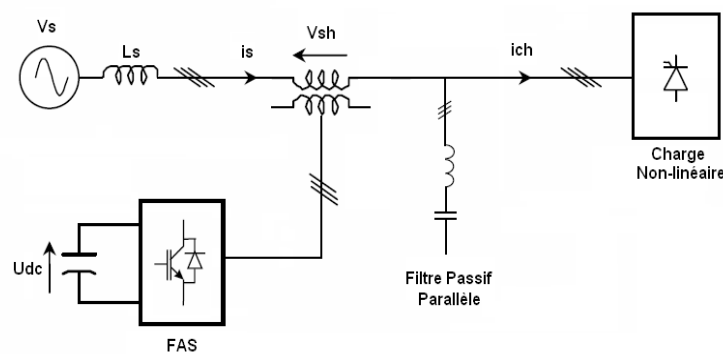 Vs
Ls
is
Vsh
ich
Charge
Non-linéaire
Udc
Filtre Passif
Parallèle
FAS